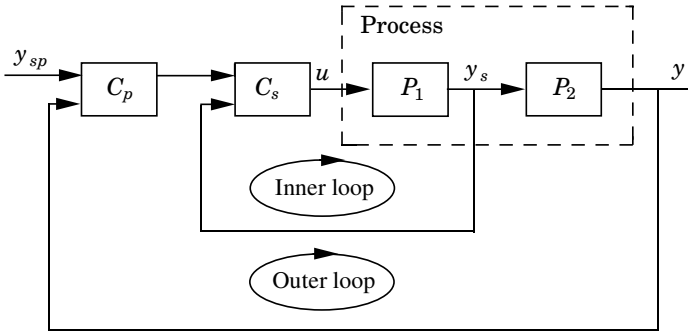 Process
y_sp
C_p
C_s
u
P_1
y_s
P_2
y
Inner loop
Outer loop